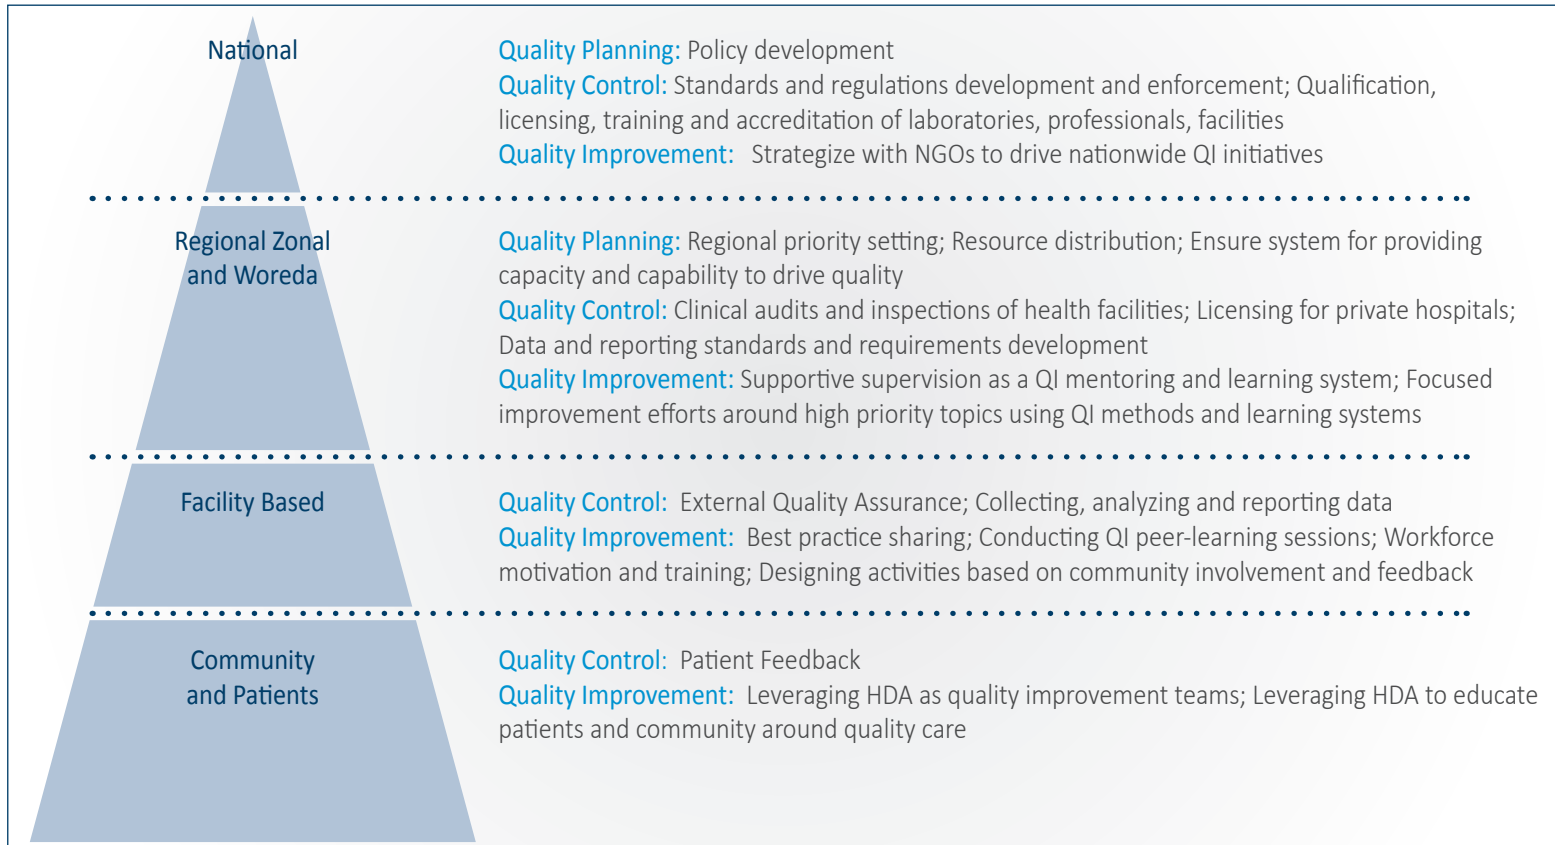 National
Quality Planning: Policy development
Quality Control: Standards and regulations development and enforcement; Qualification,
licensing, training and accreditation of laboratories, professionals, facilities
Quality Improvement: Strategize with NGOs to drive nationwide QI initiatives
Regional Zonal
and Woreda
Quality Planning: Regional priority setting; Resource distribution; Ensure system for providing
capacity and capability to drive quality
Quality Control: Clinical audits and inspections of health facilities; Licensing for private hospitals;
Data and reporting standards and requirements development
Quality Improvement: Supportive supervision as a QI mentoring and learning system; Focused
improvement efforts around high priority topics using QI methods and learning systems
Facility Based
Quality Control: External Quality Assurance; Collecting, analyzing and reporting data
Quality Improvement: Best practice sharing; Conducting QI peer-learning sessions; Workforce
motivation and training; Designing activities based on community involvement and feedback
Community
and Patients
Quality Control: Patient Feedback
Quality Improvement: Leveraging HDA as quality improvement teams; Leveraging HDA to educate
patients and community around quality care